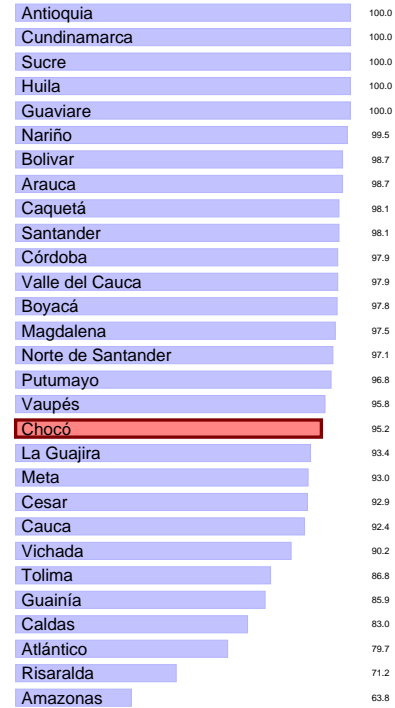 Antioquia 100.0
Cundinamarca 100.0
Sucre 100.0
Huila 100.0
Guaviare 100.0
Nariño 99.5
Bolivar 98.7
Arauca 98.7
Caquetá 98.1
Santander 98.1
Córdoba 97.9
Valle del Cauca 97.9
Boyacá 97.8
Magdalena 97.5
Norte de Santander 97.1
Putumayo 96.8
Vaupés 95.8
Chocó 95.2
La Guajira 93.4
Meta 93.0
Cesar 92.9
Cauca 92.4
Vichada 90.2
Tolima 86.8
Guainía 85.9
Caldas 83.0
Atlántico 79.7
Risaralda 71.2
Amazonas 63.8